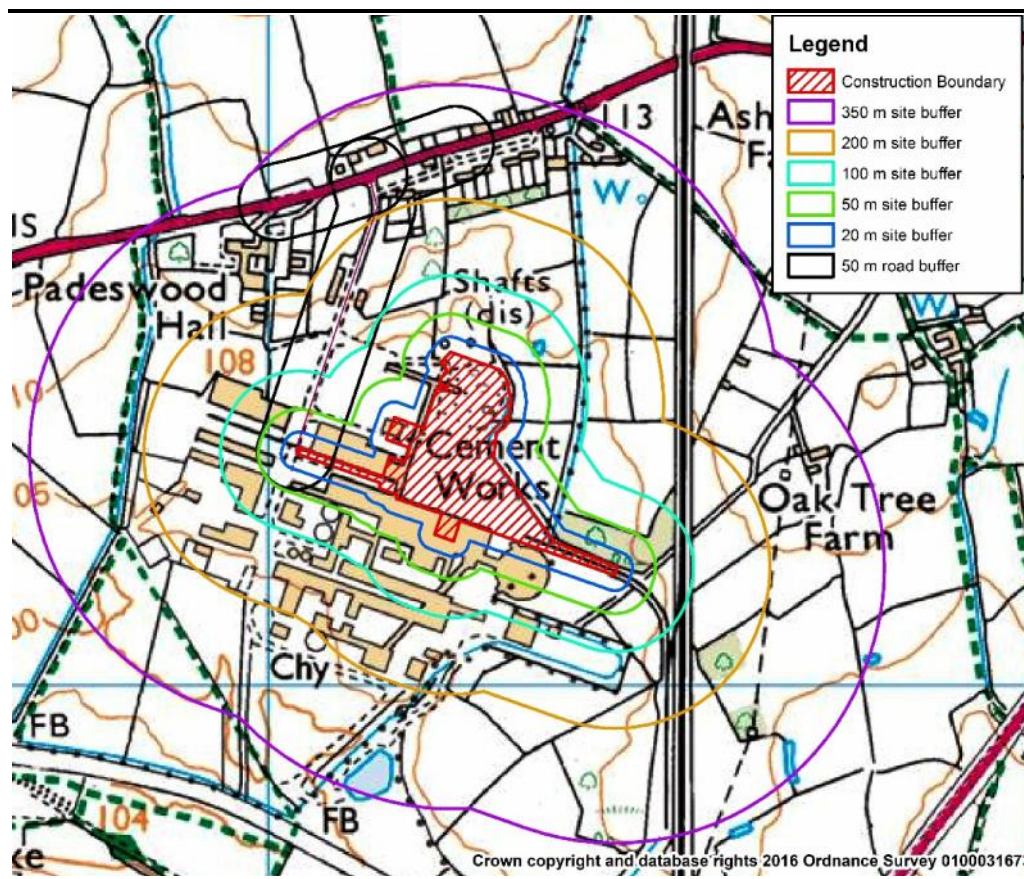 Legend
Construction Boundary
350 m site buffer
200 m site buffer
100 m site buffer
50 m site buffer
20 m site buffer
50 m road buffer
113
Ash
Fa
W
IS
Padeswood
Hall
Shafts
(dis)
W
108
10
Cement
Works
05
Oak Tree
Farm
00
Chy
FB
FB
104
ke
Crown copyright and database rights 2016 Ordnance Survey 0100031673